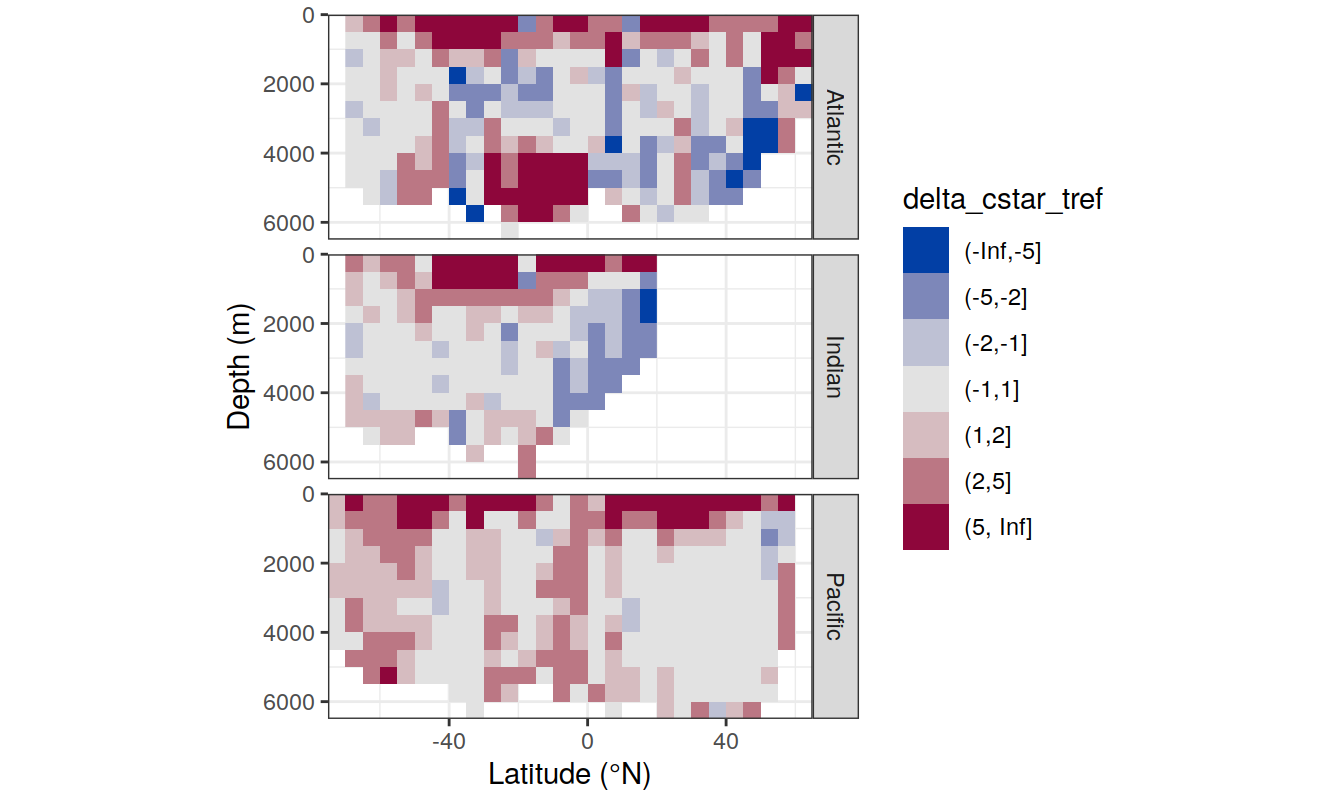 0
2000
4000
6000
Atlantic
0
2000
4000
6000
Indian
0
2000
4000
6000
Pacific
Depth (m)
-40 0 40
Latitude (°N)
delta_cstar_tref
(-Inf,-5]
(-5,-2]
(-2,-1]
(-1,1]
(1,2]
(2,5]
(5, Inf]